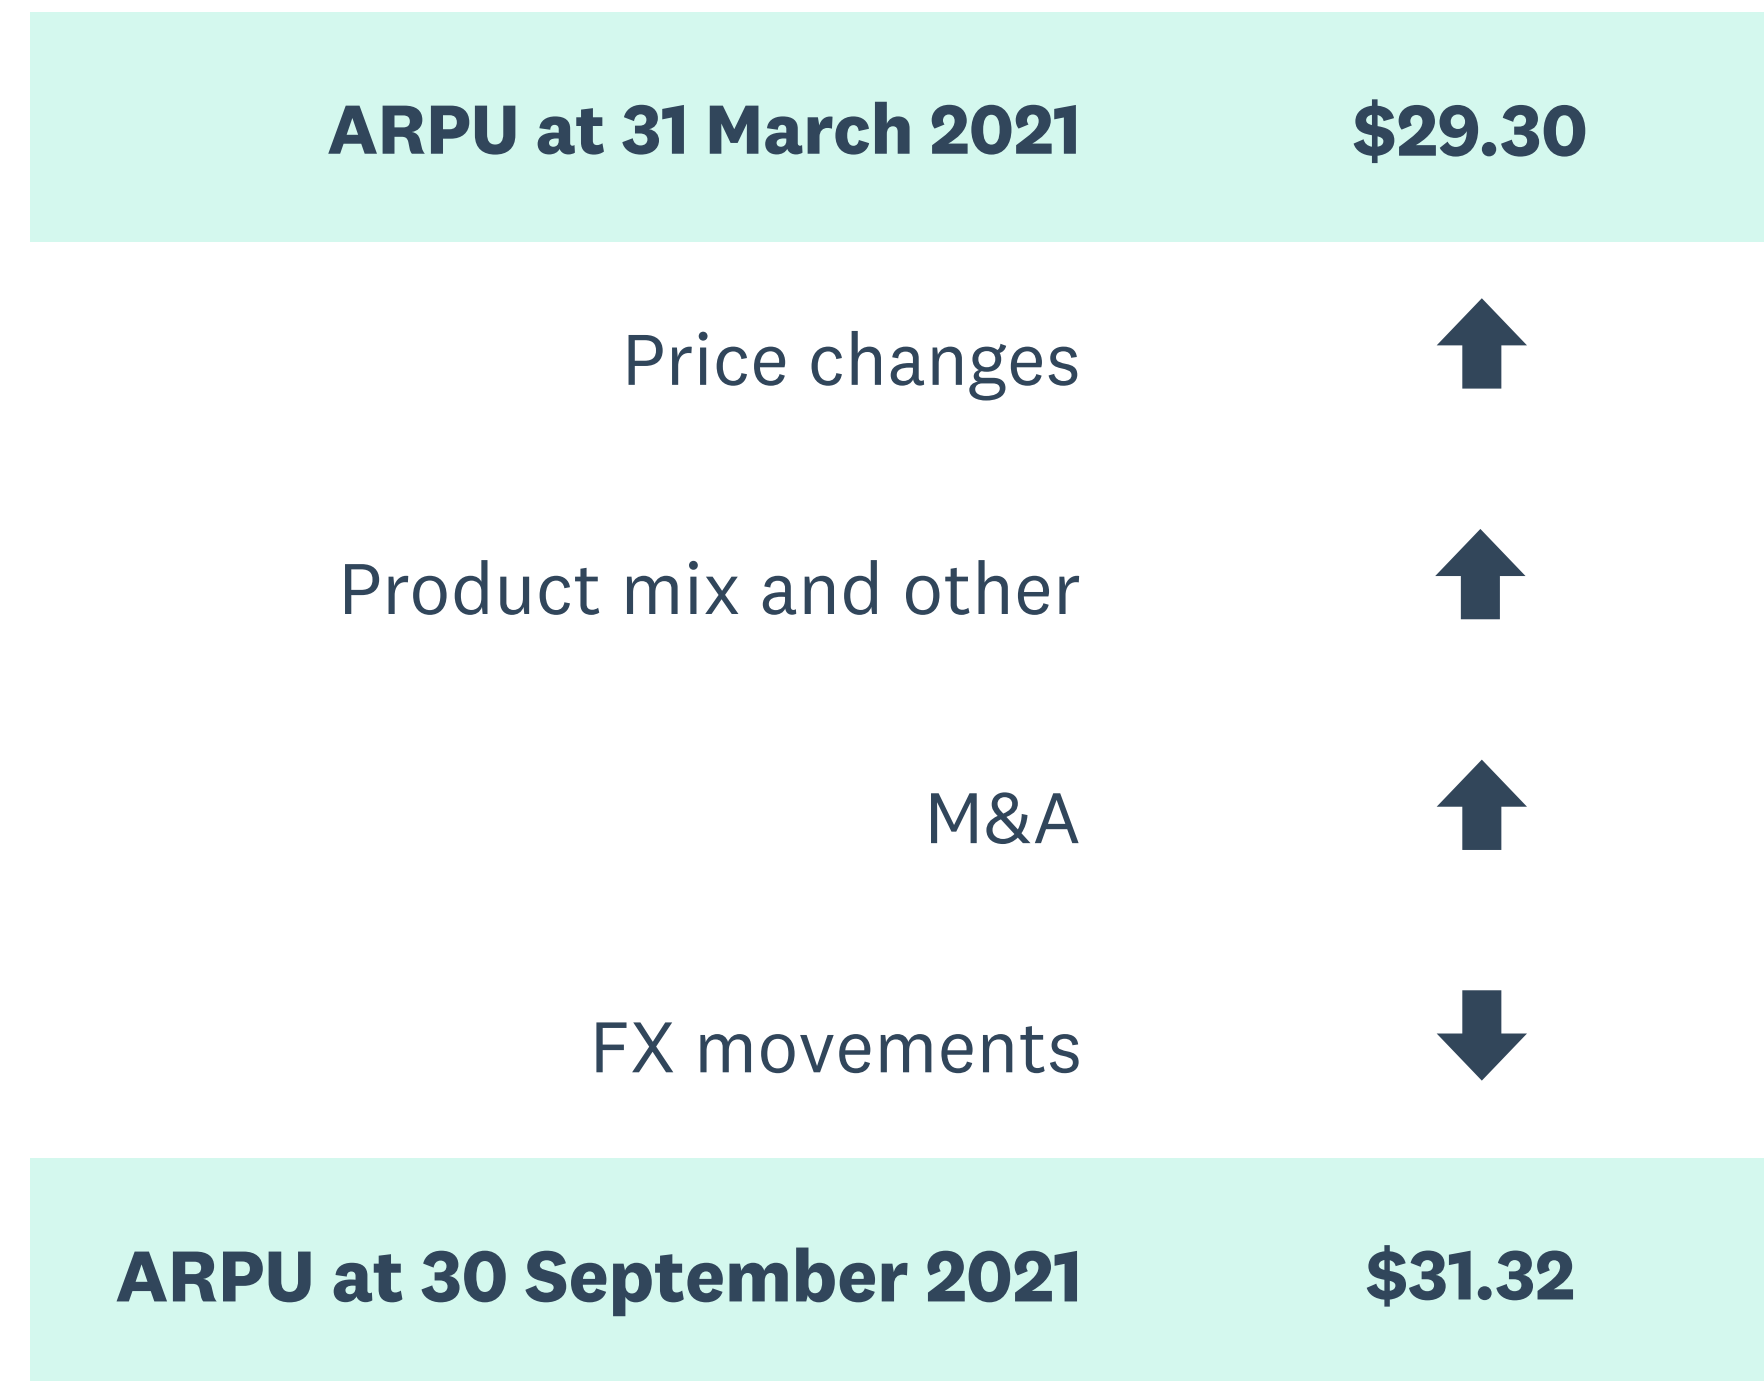 ARPU at 31 March 2021 $29.30
Price changes
Product mix and other
M&A
FX movements
ARPU at 30 September 2021 $31.32